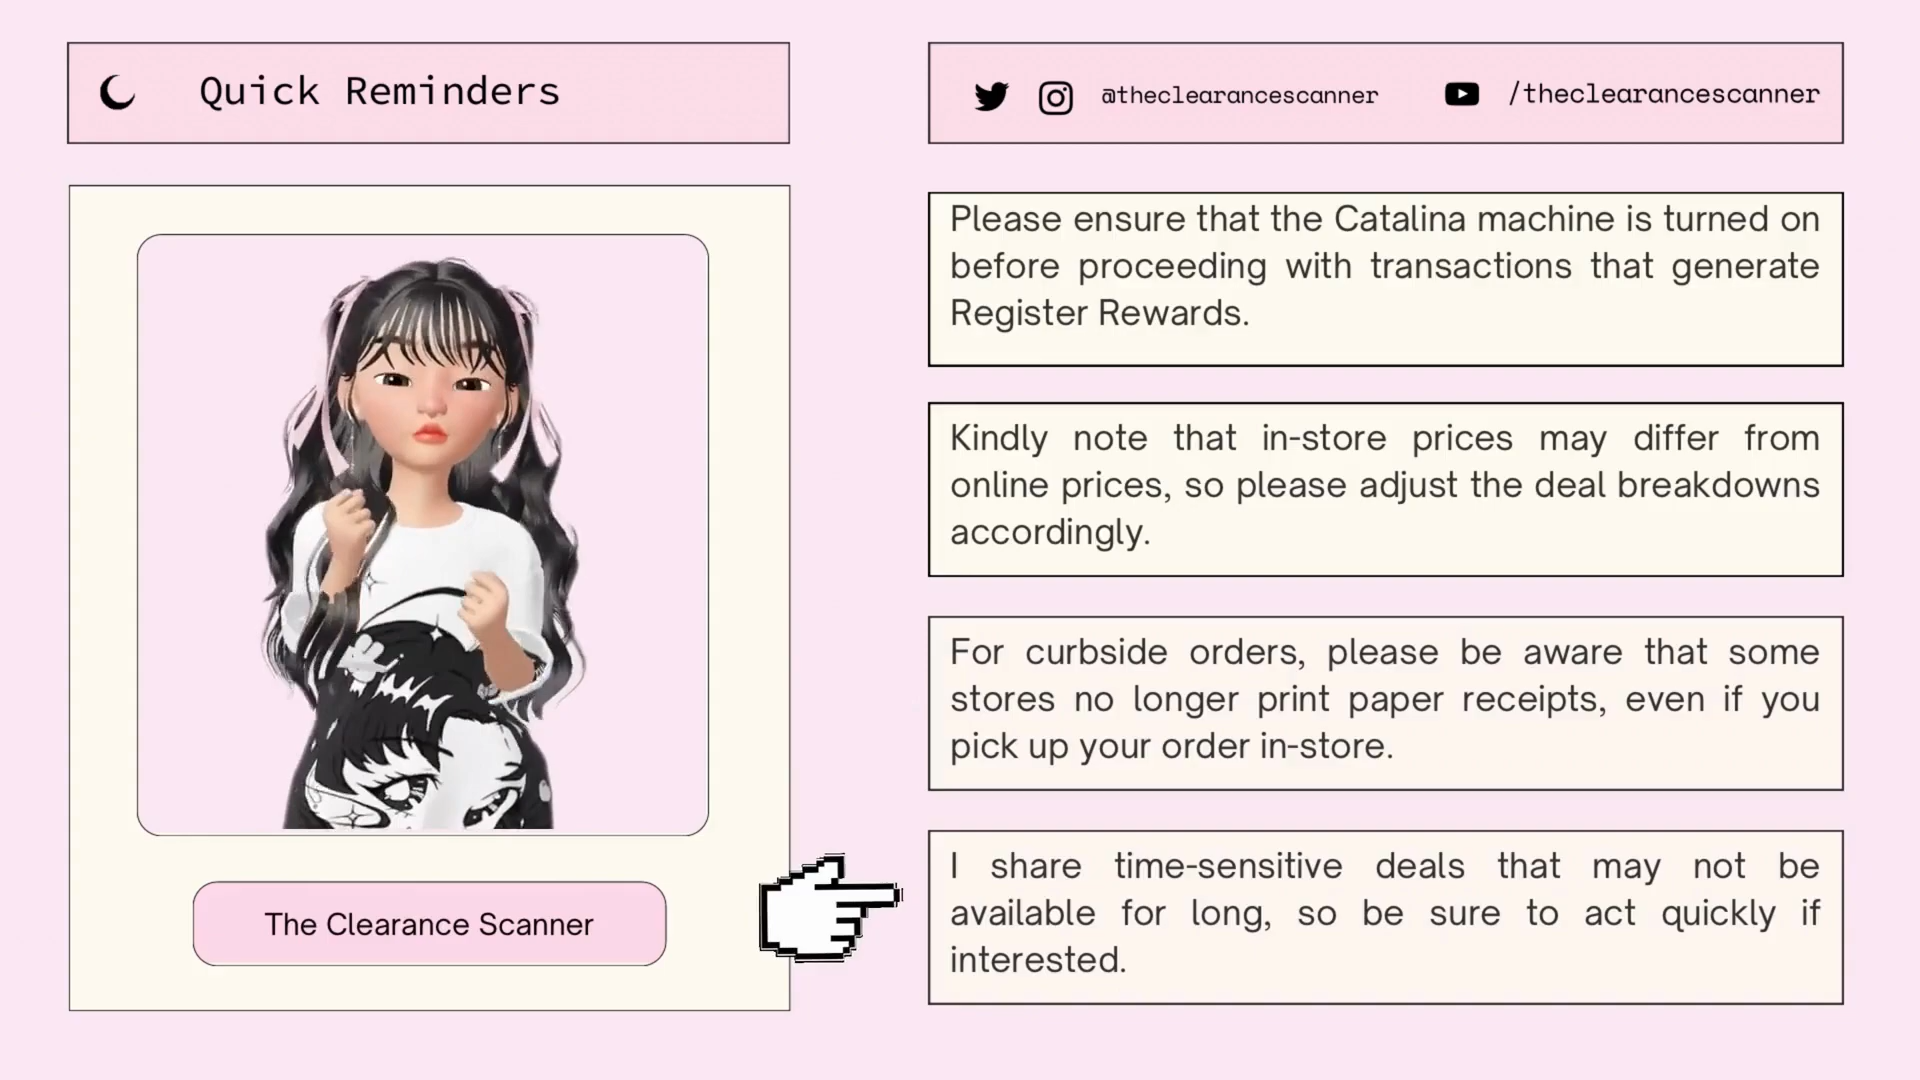 Quick Reminders
@theclearancescanner
/theclearancescanner
Please ensure that the Catalina machine is turned on
before proceeding with transactions that generate
Register Rewards.
Kindly note that in-store prices may differ from
online prices, so please adjust the deal breakdowns
accordingly.
For curbside orders, please be aware that some
stores no longer print paper receipts, even if you
pick up your order in-store.
I share time-sensitive deals that may not be
available for long, so be sure to act quickly if
interested.
The Clearance Scanner